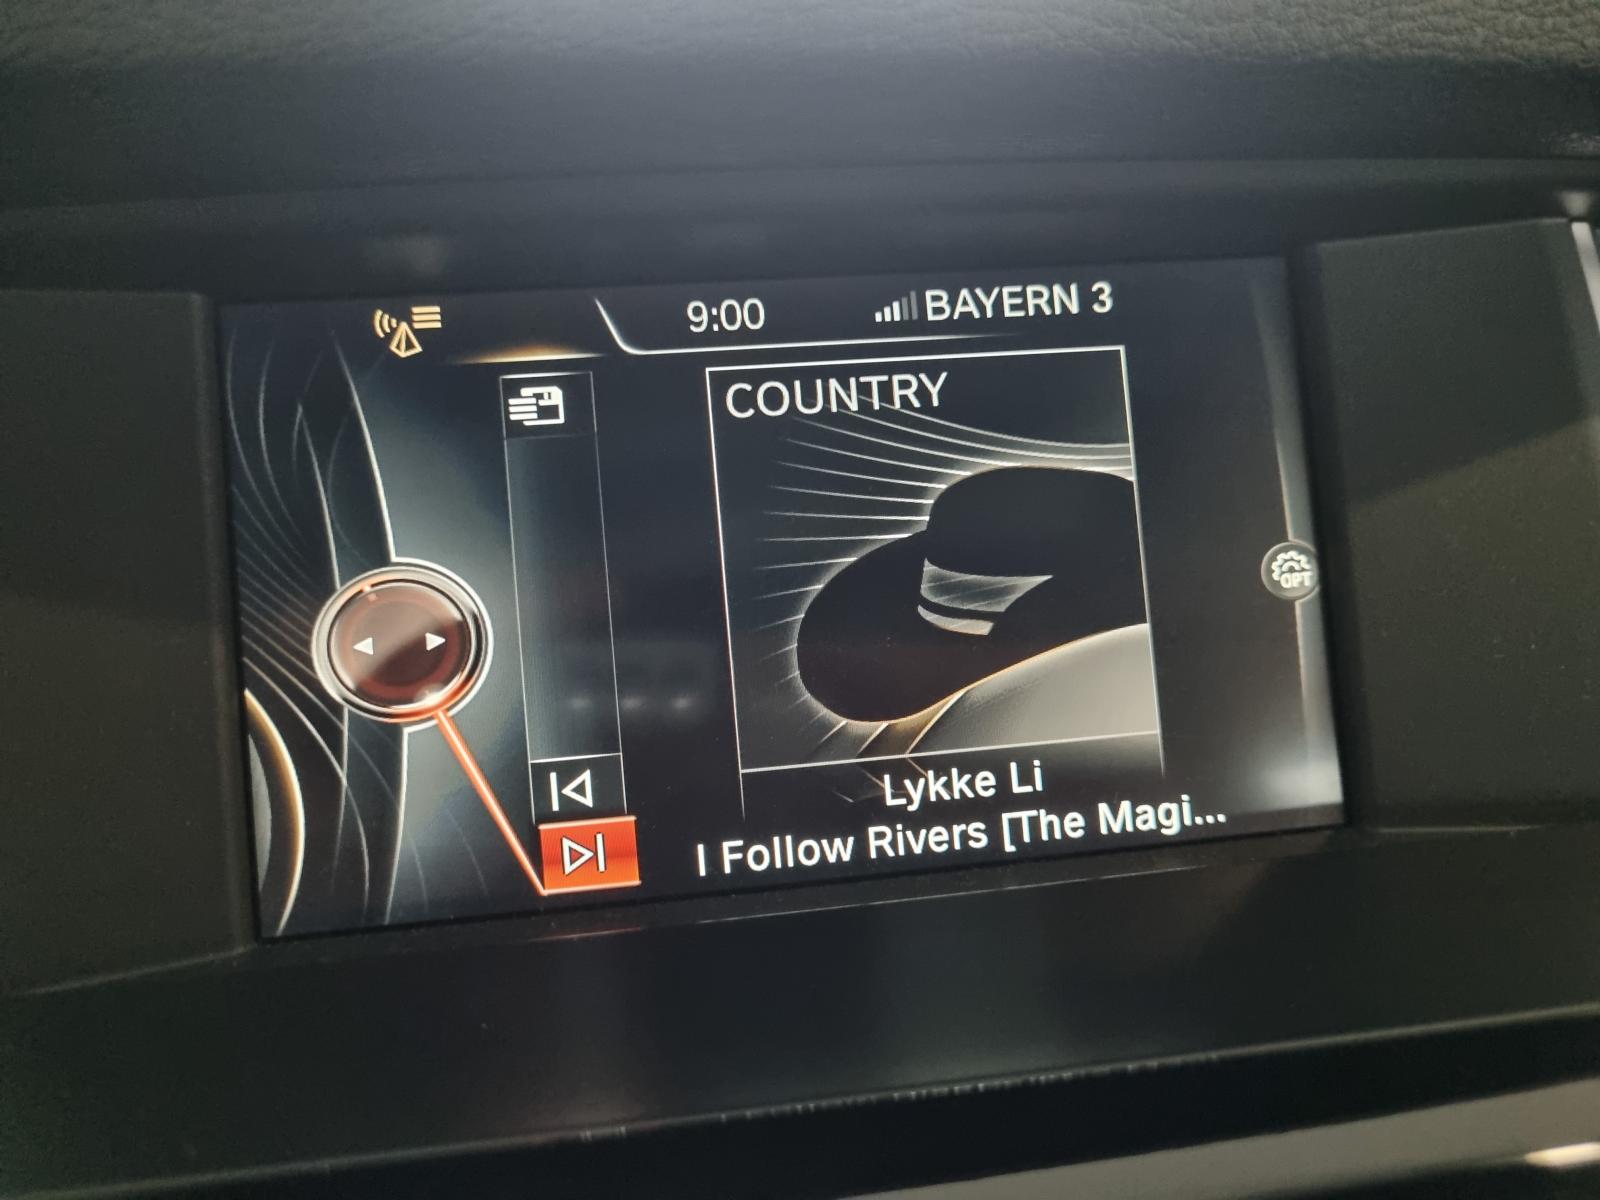 9:00
BAYERN 3
COUNTRY
OPT
Lykke Li
I Follow Rivers [The Magi...